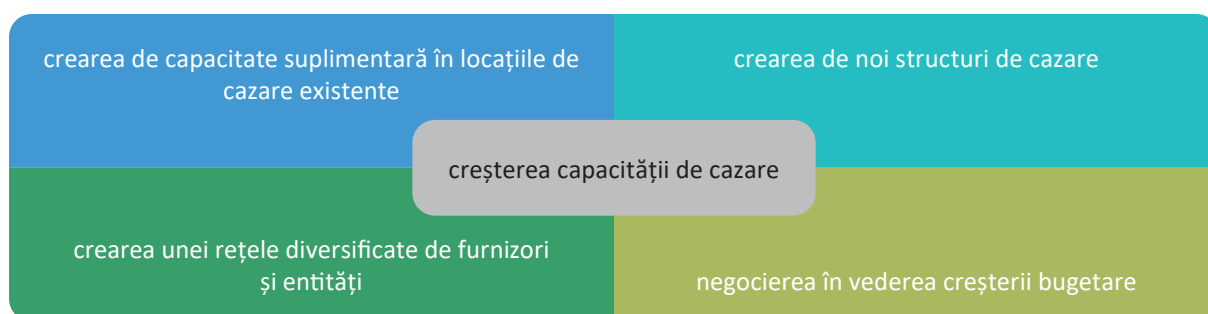 crearea de capacitate suplimentară în locațiile de
cazare existente
crearea de noi structuri de cazare
creșterea capacității de cazare
crearea unei rețele diversificate de furnizori
și entități
negocierea în vederea creșterii bugetare